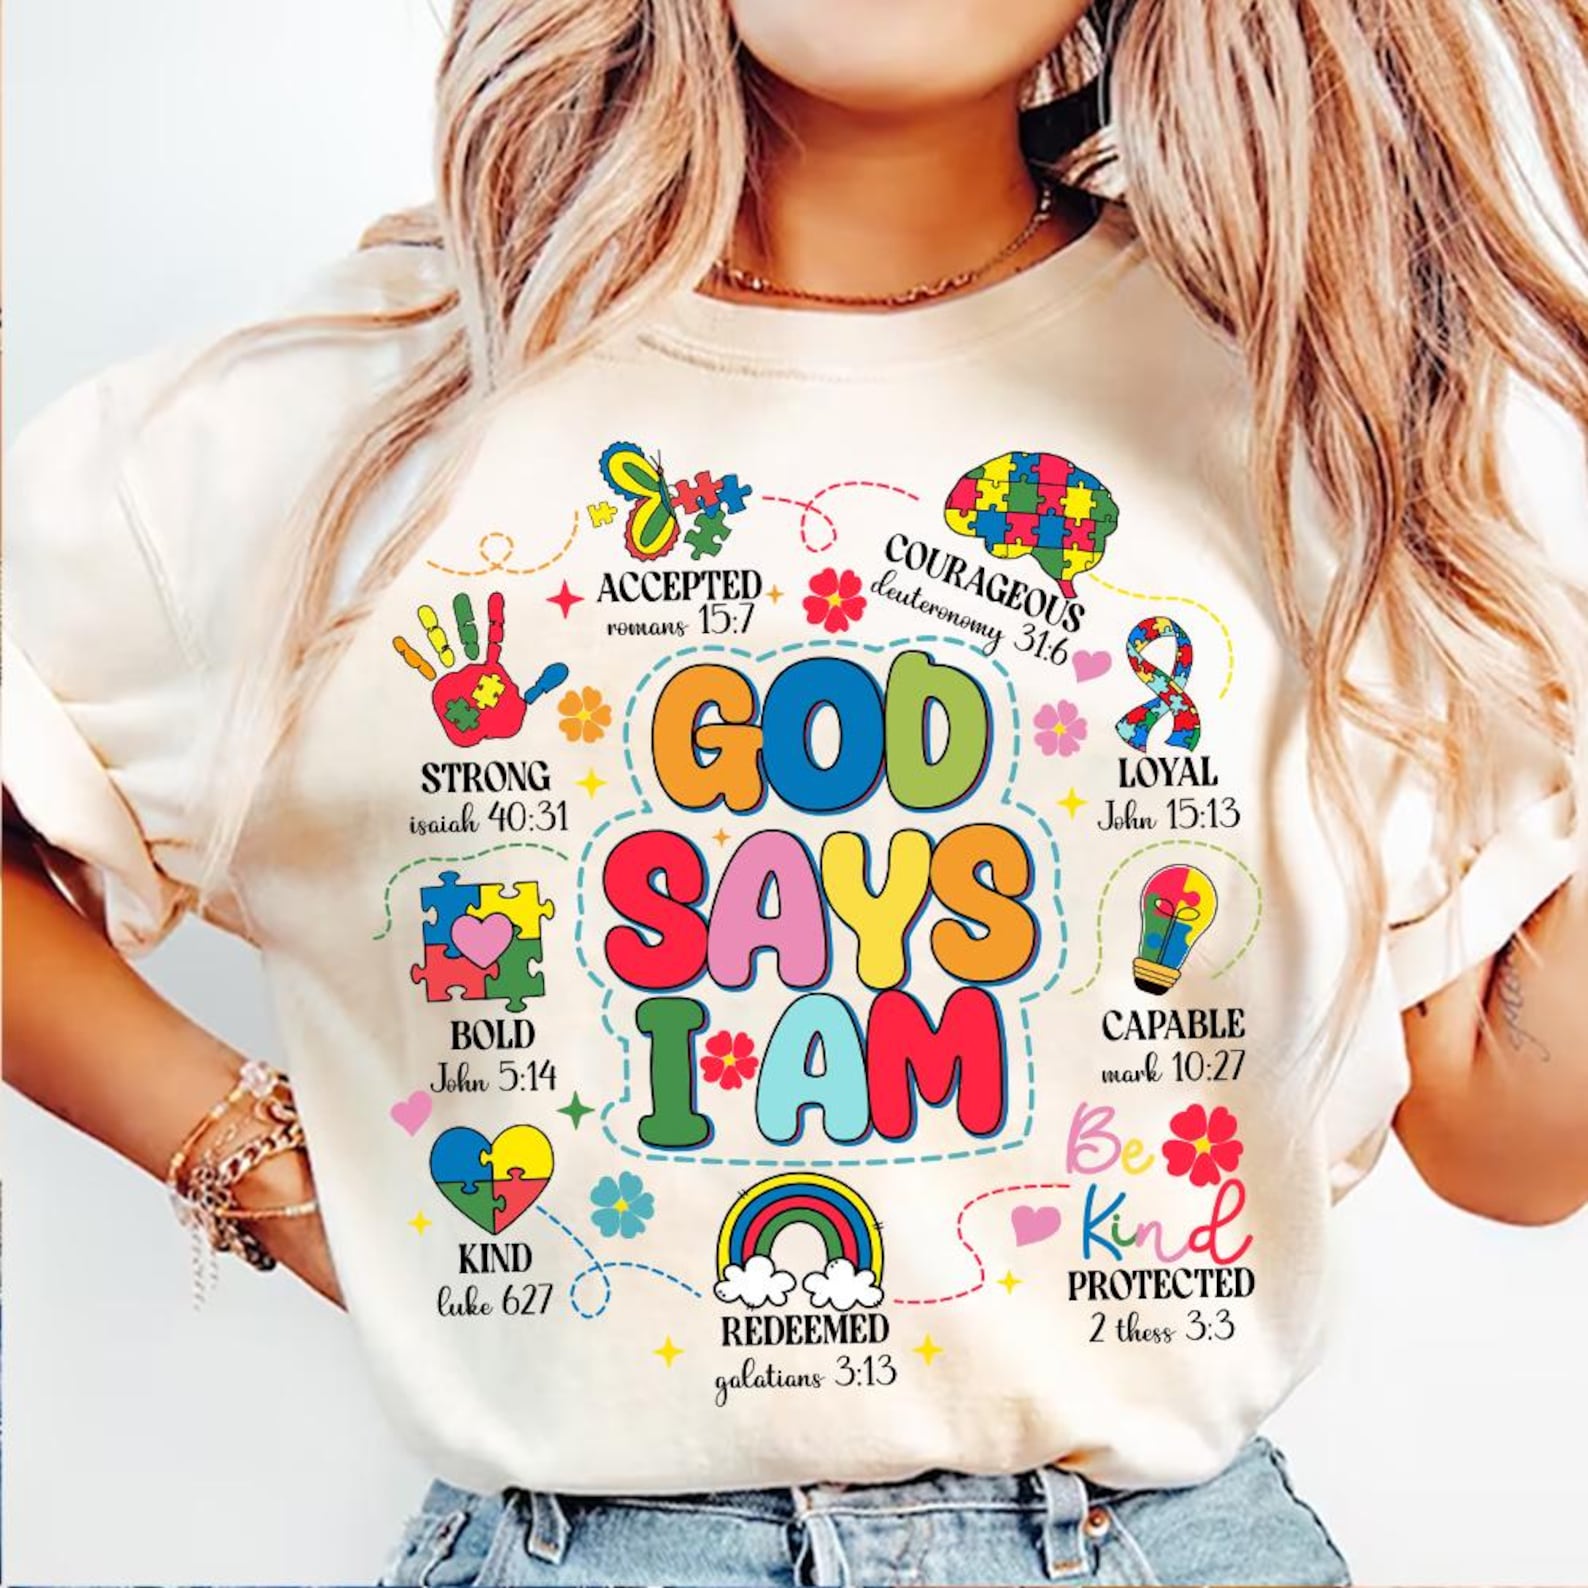 ACCEPTED
romans 15:7
COURAGEOUS
deuteronomy 31:6
STRONG
isaiah 40:31
GOD
SAYS
I AM
LOYAL
John 15:13
BOLD
John 5:14
CAPABLE
mark 10:27
KIND
luke 627
REDEEMED
galatians 3:13
Be
Kind
PROTECTED
2 thess 3:3